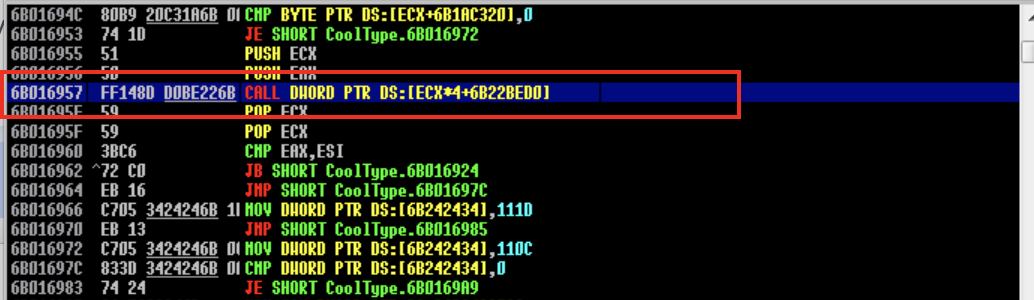 6B01694C 80B9 20C31A6B 0 CMP BYTE PTR DS:[ECX+6B1AC320],0
6B016953 74 1D JE SHORT CoolType.6B016972
6B016955 51 PUSH ECX
6B016956 50 PUSH EAX
6B016957 FF148D D0BE226B CALL DWORD PTR DS:[ECX*4+6B22BED0]
6B01695E 59 POP ECX
6B01695F 59 POP ECX
6B016960 3BC6 CMP EAX,ESI
6B016962 ^72 C0 JB SHORT CoolType.6B016924
6B016964 EB 16 JMP SHORT CoolType.6B01697C
6B016966 C705 3424246B 1 MOV DWORD PTR DS:[6B242434],111D
6B016970 EB 13 JMP SHORT CoolType.6B016985
6B016972 C705 3424246B 0 MOV DWORD PTR DS:[6B242434],110C
6B01697C 833D 3424246B 0 CMP DWORD PTR DS:[6B242434],0
6B016983 74 24 JE SHORT CoolType.6B0169A9